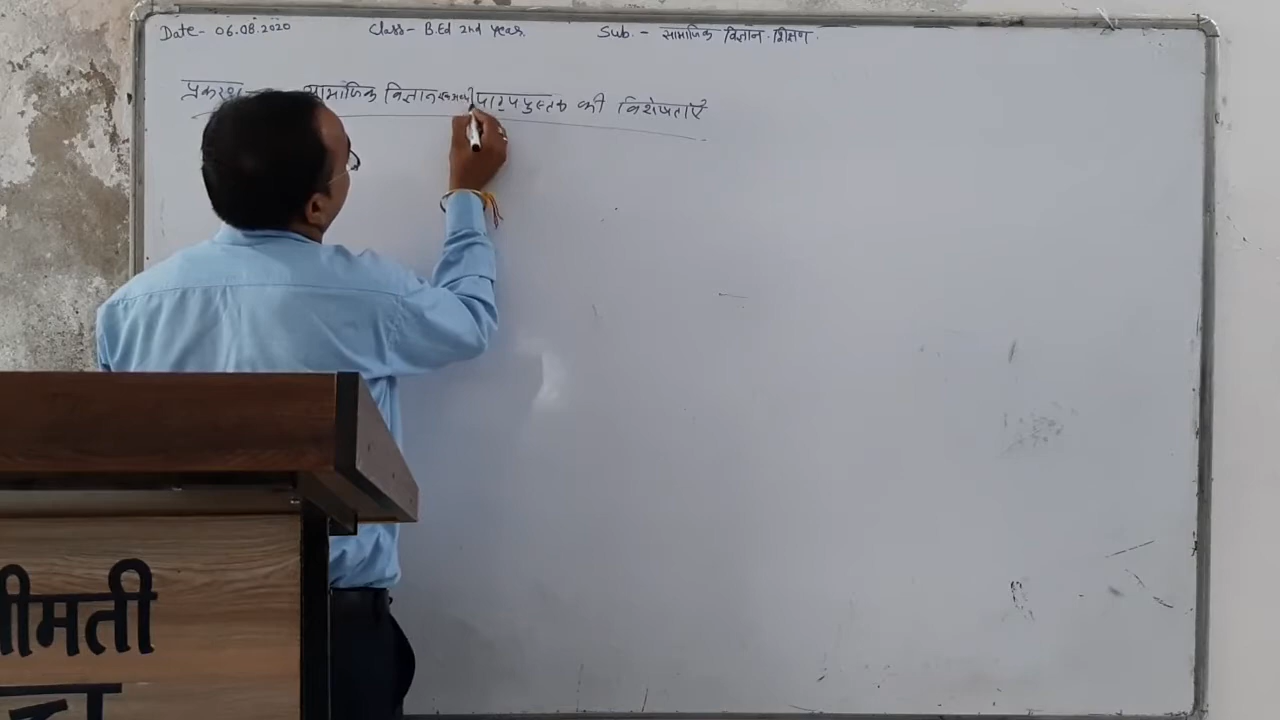 Date- 06.08.2020 Class- B.Ed 2nd Year. Sub. - सामाजिक विज्ञान शिक्षण.
प्रकरण सामाजिक विज्ञान पाठ्यपुस्तक की विशेषताएँ
ीमती